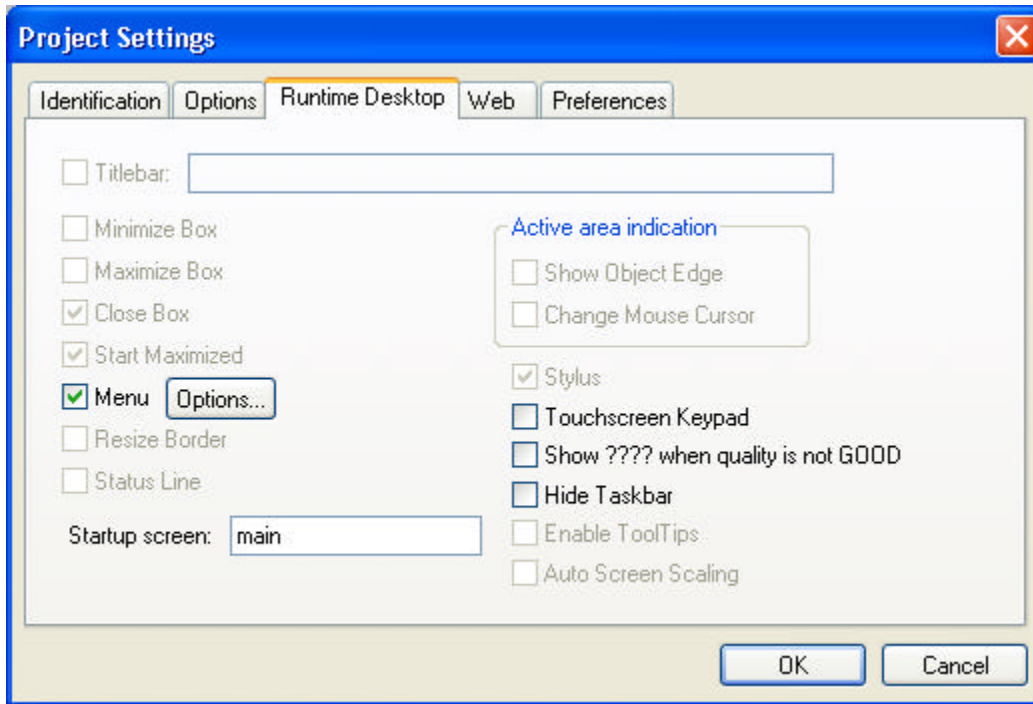 Project Settings
Identification
Options
Runtime Desktop
Web
Preferences
Titlebar:
Minimize Box
Maximize Box
Close Box
Start Maximized
Menu
Options...
Resize Border
Status Line
Startup screen:
main
Active area indication
Show Object Edge
Change Mouse Cursor
Stylus
Touchscreen Keypad
Show ???? when quality is not GOOD
Hide Taskbar
Enable ToolTips
Auto Screen Scaling
OK
Cancel